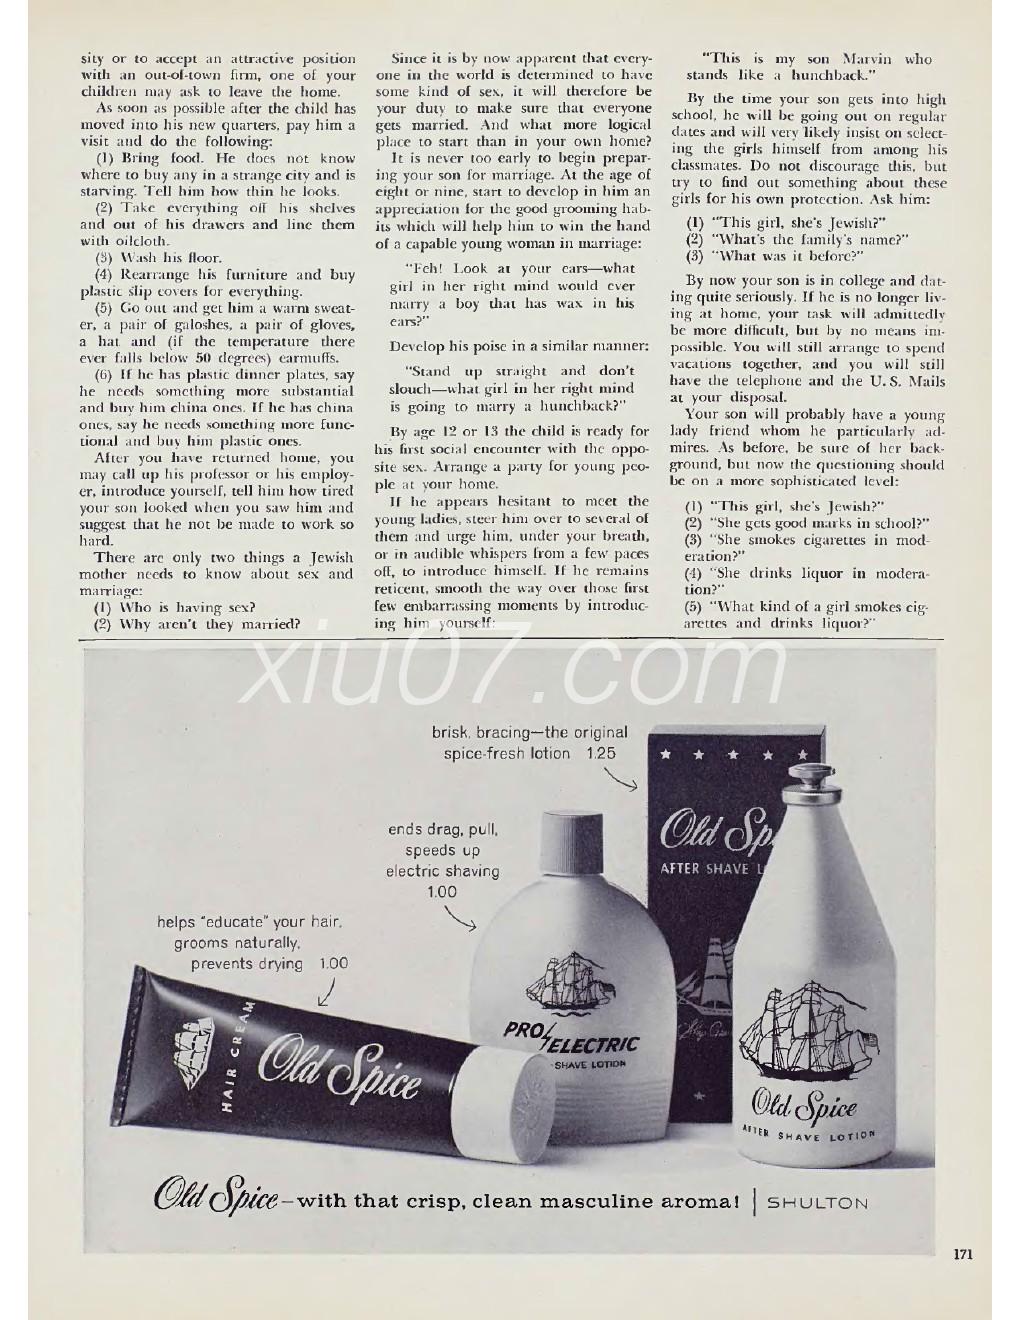 sity or to accept an attractive position
with an out-of-town firm, one of your
children may ask to leave the home.
As soon as possible after the child has
moved into his new quarters, pay him a
visit and do the following:
(1) Bring food. He does not know
where to buy any in a strange city and is
starving. Tell him how thin he looks.
(2) Take everything off his shelves
and out of his drawers and line them
with oilcloth.
(3) Wash his floor.
(4) Rearrange his furniture and buy
plastic slip covers for everything.
(5) Go out and get him a warm sweat-
er, a pair of galoshes, a pair of gloves,
a hat and (if the temperature there
ever falls below 50 degrees) earmuffs.
(6) If he has plastic dinner plates, say
he needs something more substantial
and buy him china ones. If he has china
ones, say he needs something more func-
tional and buy him plastic ones.
After you have returned home, you
may call up his professor or his employ-
er, introduce yourself, tell him how tired
your son looked when you saw him and
suggest that he not be made to work so
hard.
There are only two things a Jewish
mother needs to know about sex and
marriage:
(1) Who is having sex?
(2) Why aren't they married?
Since it is by now apparent that every-
one in the world is determined to have
some kind of sex, it will therefore be
your duty to make sure that everyone
gets married. And what more logical
place to start than in your own home?
It is never too early to begin prepar-
ing your son for marriage. At the age of
eight or nine, start to develop in him an
appreciation for the good grooming hab-
its which will help him to win the hand
of a capable young woman in marriage:
"Feh! Look at your ears—what
girl in her right mind would ever
marry a boy that has wax in his
ears?"
Develop his poise in a similar manner:
"Stand up straight and don't
slouch—what girl in her right mind
is going to marry a hunchback?"
By age 12 or 13 the child is ready for
his first social encounter with the oppo-
site sex. Arrange a party for young peo-
ple at your home.
If he appears hesitant to meet the
young ladies, steer him over to several of
them and urge him, under your breath,
or in audible whispers from a few paces
off, to introduce himself. If he remains
reticent, smooth the way over those first
few embarrassing moments by introduc-
ing him yourself:
"This is my son Marvin who
stands like a hunchback."
By the time your son gets into high
school, he will be going out on regular
dates and will very likely insist on select-
ing the girls himself from among his
classmates. Do not discourage this, but
try to find out something about these
girls for his own protection. Ask him:
(1) "This girl, she's Jewish?"
(2) "What's the family's name?"
(3) "What was it before?"
By now your son is in college and dat-
ing quite seriously. If he is no longer liv-
ing at home, your task will admittedly
be more difficult, but by no means im-
possible. You will still arrange to spend
vacations together, and you will still
have the telephone and the U. S. Mails
at your disposal.
Your son will probably have a young
lady friend whom he particularly ad-
mires. As before, be sure of her back-
ground, but now the questioning should
be on a more sophisticated level:
(1) "This girl, she's Jewish?"
(2) "She gets good marks in school?"
(3) "She smokes cigarettes in mod-
eration?"
(4) "She drinks liquor in modera-
tion?"
(5) "What kind of a girl smokes cig-
arettes and drinks liquor?"
xiu07.com
brisk, bracing—the original
spice-fresh lotion 1.25
ends drag, pull,
speeds up
electric shaving
1.00
helps "educate" your hair,
grooms naturally,
prevents drying 1.00
HAIR CREAM
Old Spice
PRO
ELECTRIC
SHAVE LOTION
Old Sp
AFTER SHAVE L
Old Spice
AFTER SHAVE LOTION
Old Spice—with that crisp, clean masculine aroma! | SHULTON
171